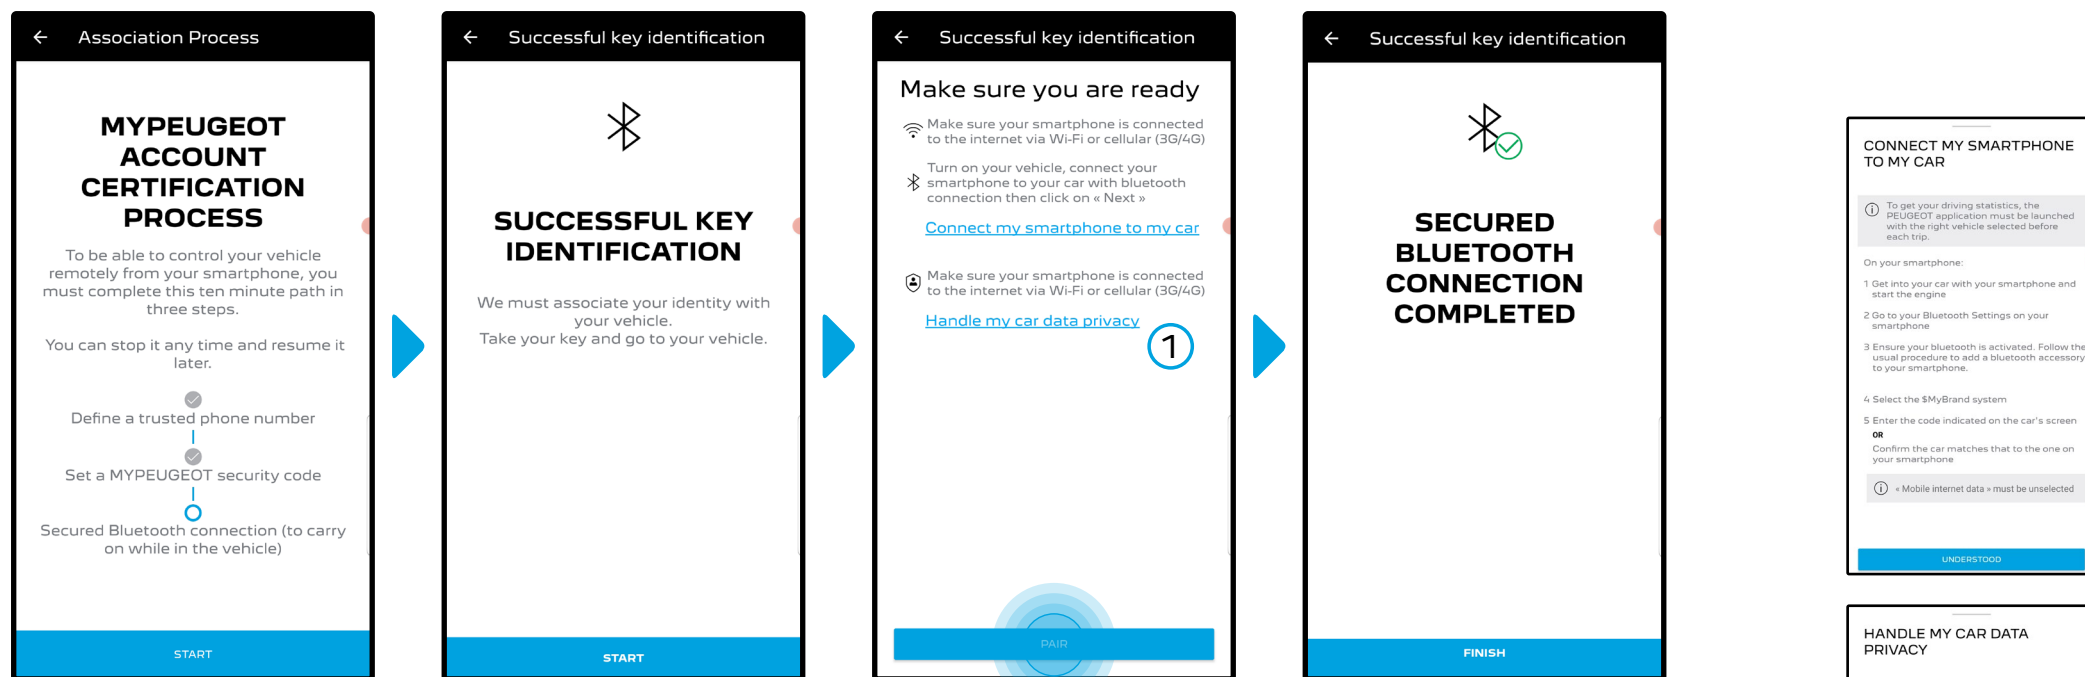 Association Process
MYPEUGEOT
ACCOUNT
CERTIFICATION
PROCESS
To be able to control your vehicle
remotely from your smartphone, you
must complete this ten minute path in
three steps.
You can stop it any time and resume it
later.
Define a trusted phone number
Set a MYPEUGEOT security code
Secured Bluetooth connection (to carry
on while in the vehicle)
START
Successful key identification
SUCCESSFUL KEY
IDENTIFICATION
We must associate your identity with
your vehicle.
Take your key and go to your vehicle.
START
Successful key identification
Make sure you are ready
Make sure your smartphone is connected
to the internet via Wi-Fi or cellular (3G/4G)
Turn on your vehicle, connect your
smartphone to your car with bluetooth
connection then click on « Next »
Connect my smartphone to my car
Make sure your smartphone is connected
to the internet via Wi-Fi or cellular (3G/4G)
Handle my car data privacy
1
PAIR
Successful key identification
SECURED
BLUETOOTH
CONNECTION
COMPLETED
FINISH
CONNECT MY SMARTPHONE
TO MY CAR
To get your driving statistics, the
PEUGEOT application must be launched
with the right vehicle selected before
each trip.
On your smartphone:
1 Get into your car with your smartphone and
start the engine
2 Go to your Bluetooth Settings on your
smartphone
3 Ensure your bluetooth is activated. Follow the
usual procedure to add a bluetooth accessory
to your smartphone.
4 Select the $MyBrand system
5 Enter the code indicated on the car's screen
OR
Confirm the car matches that to the one on
your smartphone
« Mobile internet data » must be unselected
UNDERSTOOD
HANDLE MY CAR DATA
PRIVACY